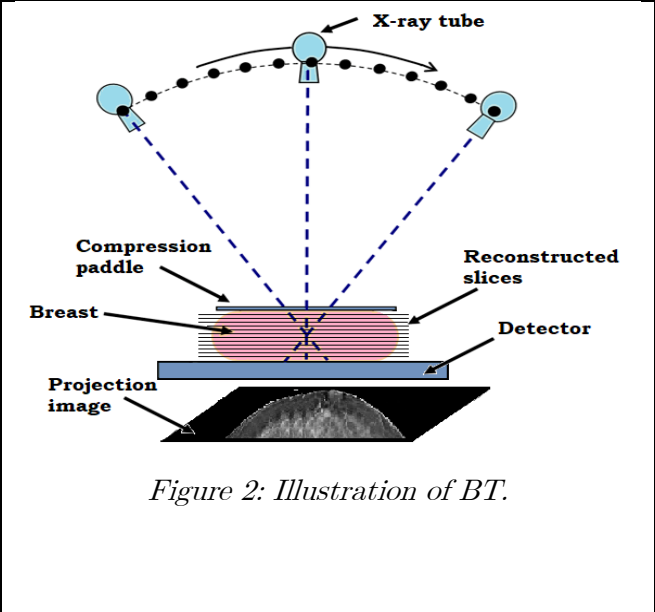 X-ray tube
Compression
paddle
Reconstructed
slices
Breast
Detector
Projection
image
Figure 2: Illustration of BT.